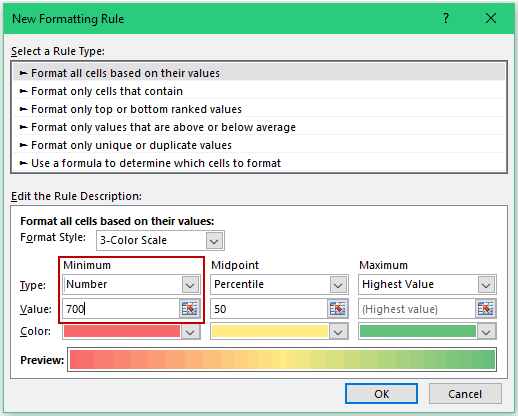 New Formatting Rule ? X
Select a Rule Type:
► Format all cells based on their values
► Format only cells that contain
► Format only top or bottom ranked values
► Format only values that are above or below average
► Format only unique or duplicate values
► Use a formula to determine which cells to format
Edit the Rule Description:
Format all cells based on their values:
Format Style: 3-Color Scale
Minimum Midpoint Maximum
Type: Number Percentile Highest Value
Value: 700 50 (Highest value)
Color:
Preview:
OK Cancel